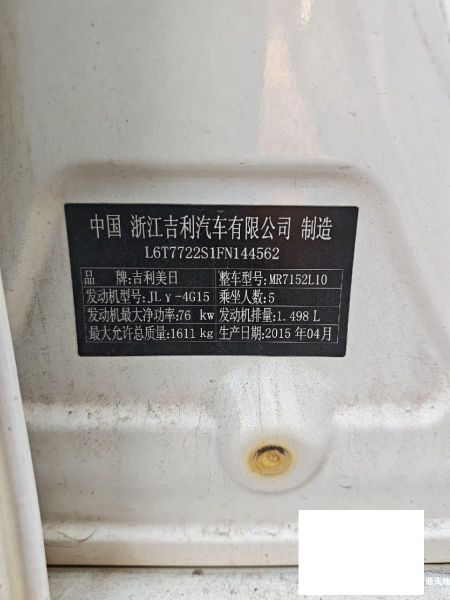 中国 浙江吉利汽车有限公司 制造
L6T7722S1FN144562
品 牌:吉利美日 整车型号:MR7152L10
发动机型号:JLγ-4G15 乘坐人数:5
发动机最大净功率:76 kw 发动机排量:1.498 L
最大允许总质量:1611 kg 生产日期:2015 年04月